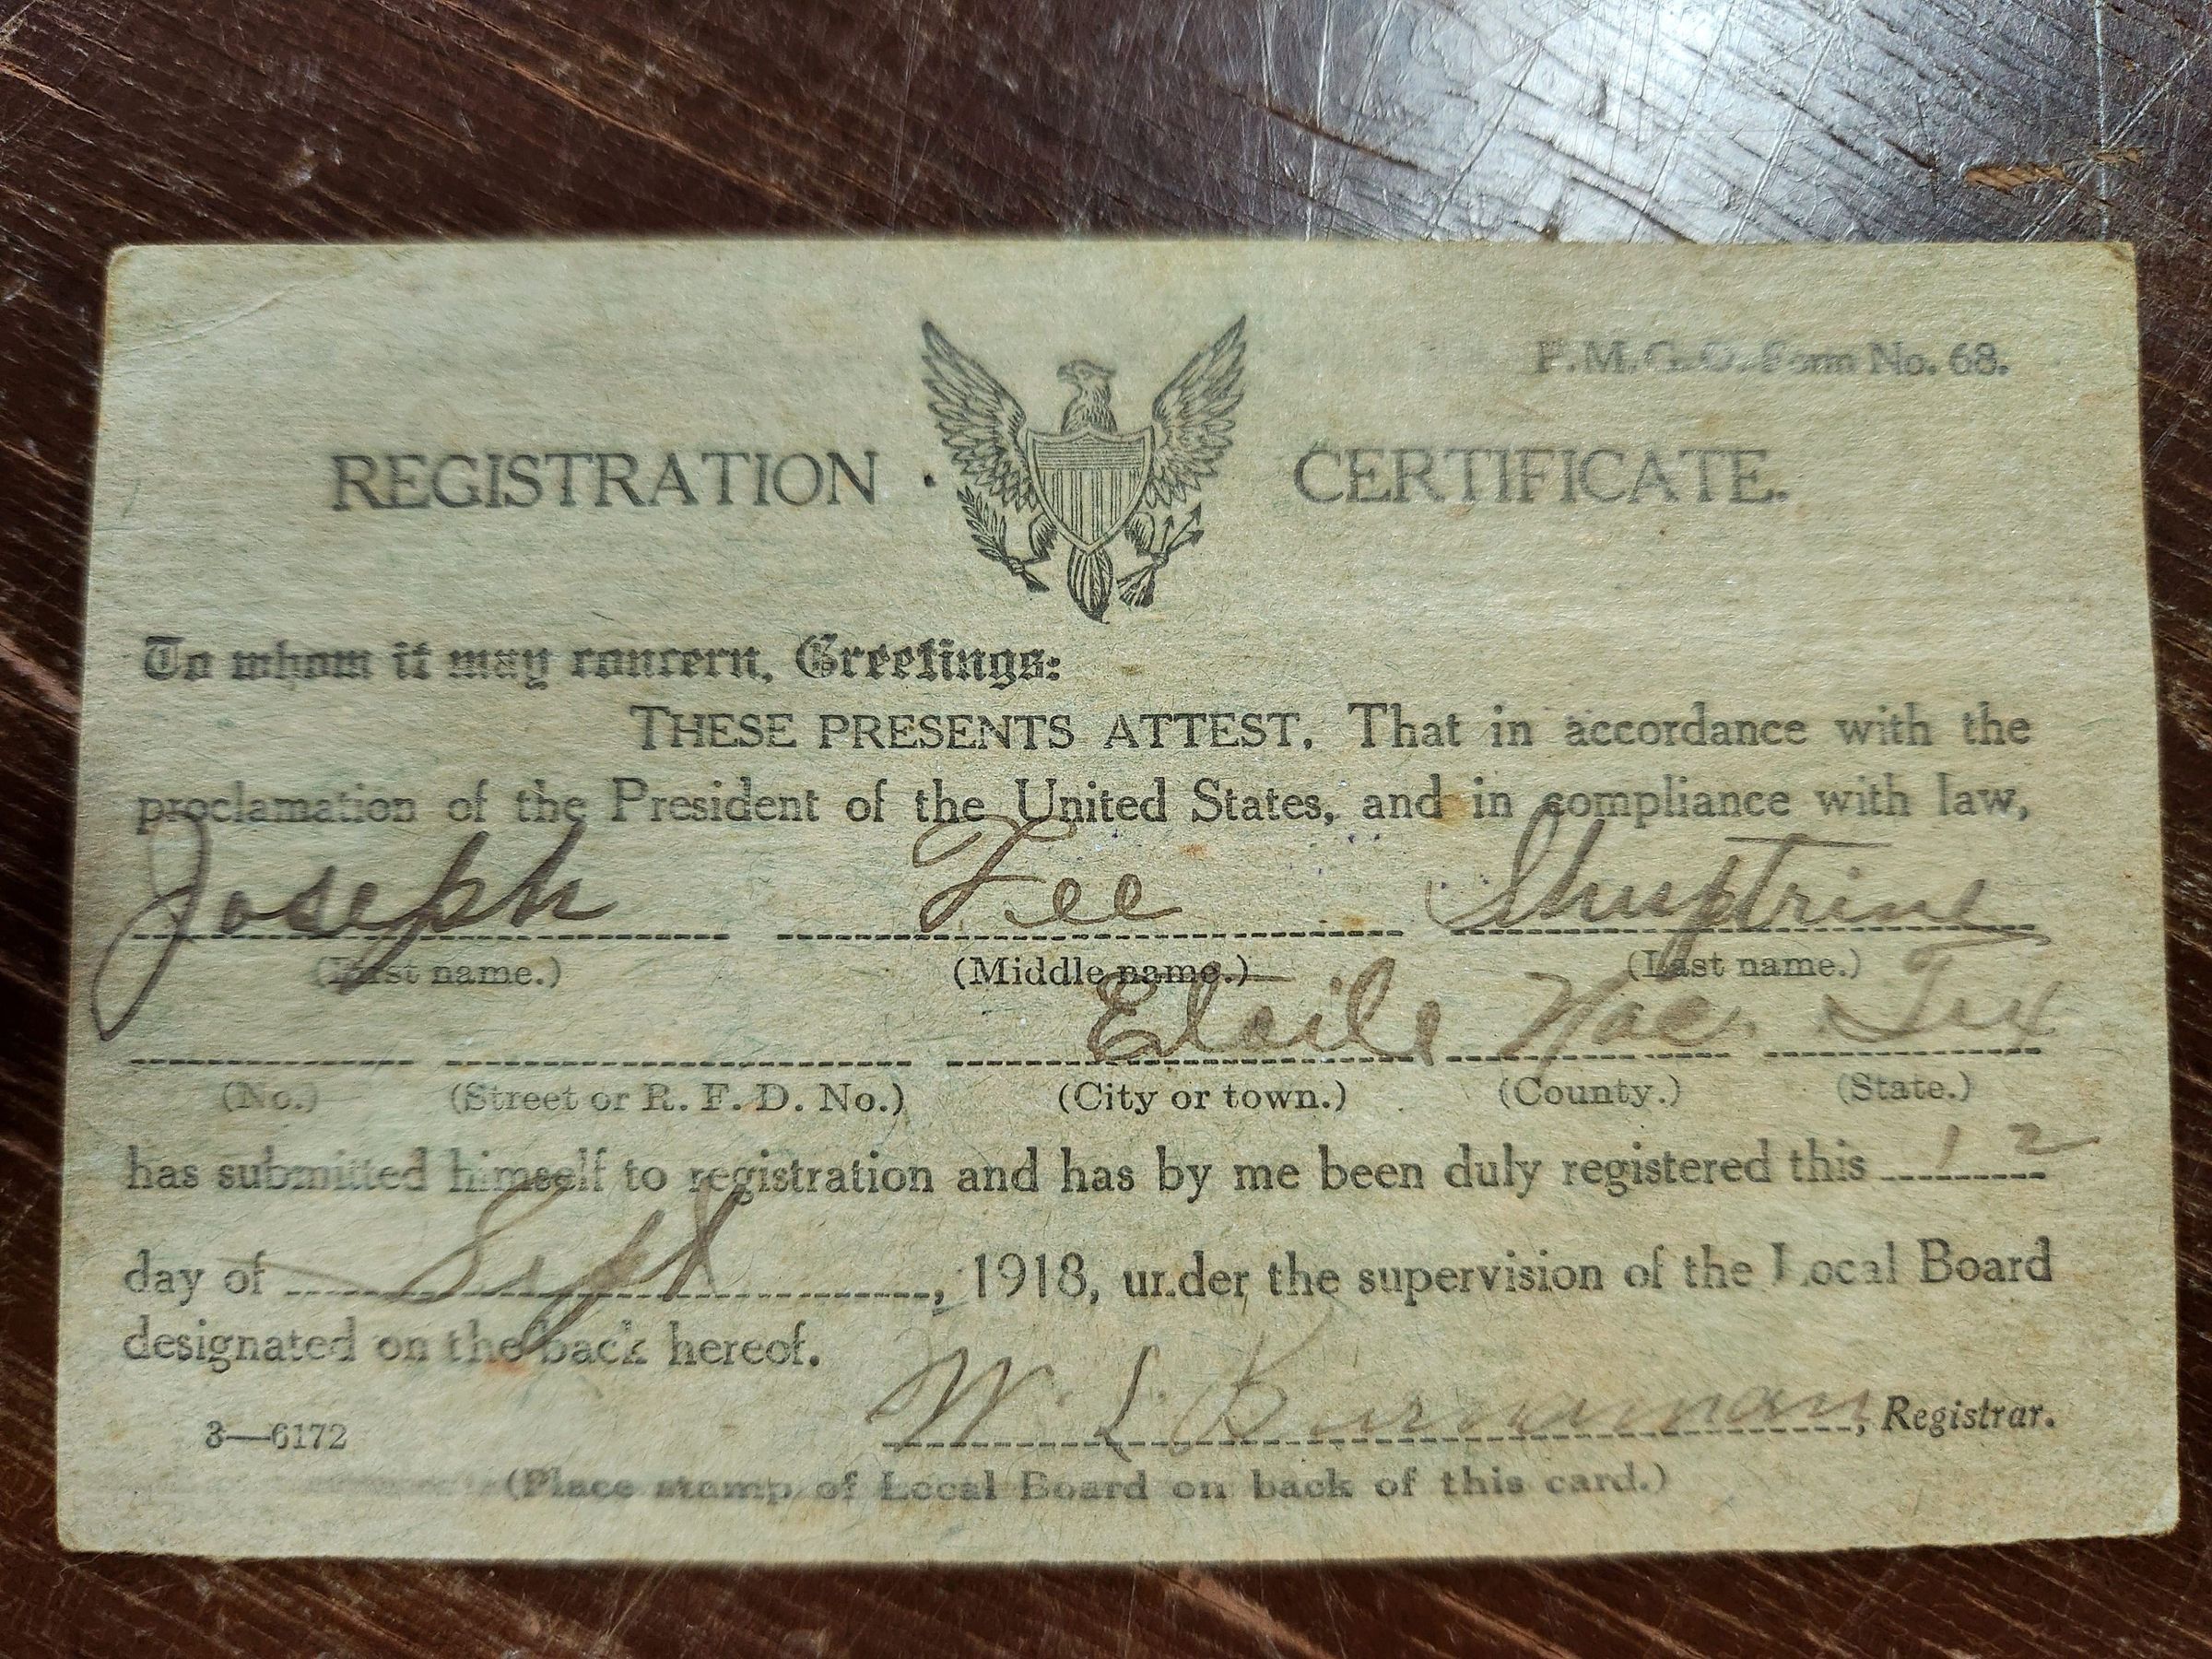 P.M.G.O. Form No. 68.
REGISTRATION CERTIFICATE.
To whom it may concern, Greetings:
THESE PRESENTS ATTEST, That in accordance with the
proclamation of the President of the United States, and in compliance with law,
Joseph Fee Shuptrine
(First name.) (Middle name.) (Last name.)
Etoile Nac. Tex
(No.) (Street or R. F. D. No.) (City or town.) (County.) (State.)
has submitted himself to registration and has by me been duly registered this 12
day of Sept, 1918, under the supervision of the Local Board
designated on the back hereof.
3—6172 W. L. , Registrar.
(Place stamp of Local Board on back of this card.)